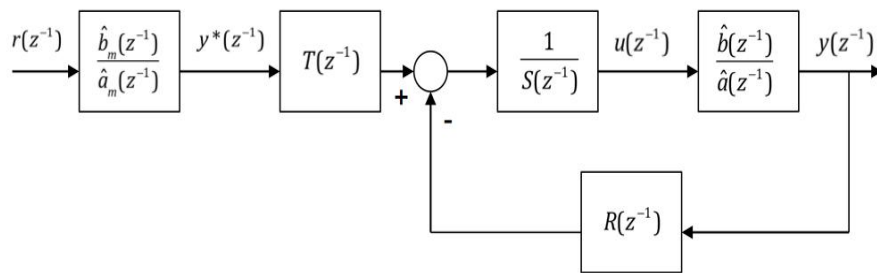 r(z⁻¹)
b̂ₘ(z⁻¹)
âₘ(z⁻¹)
y*(z⁻¹)
T(z⁻¹)
+
-
1
S(z⁻¹)
u(z⁻¹)
b̂(z⁻¹)
â(z⁻¹)
y(z⁻¹)
R(z⁻¹)